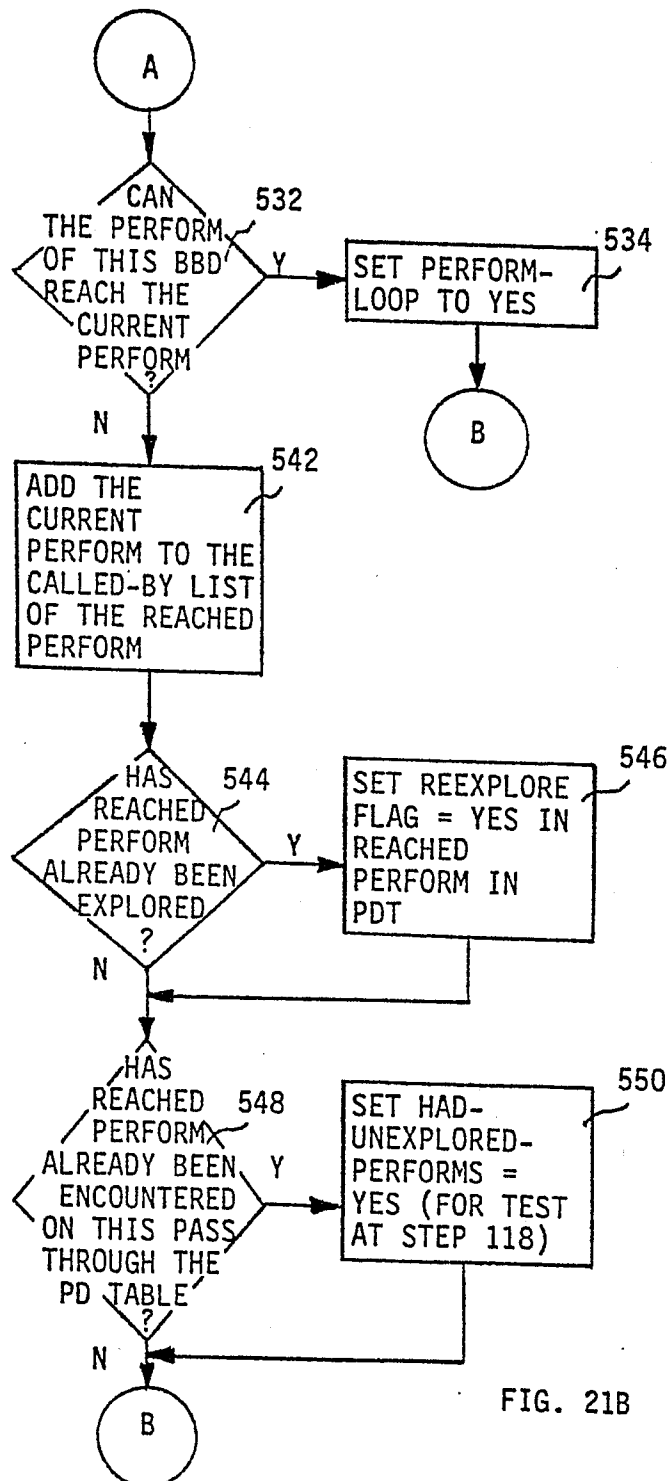 A
CAN
THE PERFORM
OF THIS BBD
REACH THE
CURRENT
PERFORM
?
532
Y
N
SET PERFORM-
LOOP TO YES
534
B
ADD THE
CURRENT
PERFORM TO THE
CALLED-BY LIST
OF THE REACHED
PERFORM
542
HAS
REACHED
PERFORM
ALREADY BEEN
EXPLORED
?
544
Y
N
SET REEXPLORE
FLAG = YES IN
REACHED
PERFORM IN
PDT
546
HAS
REACHED
PERFORM
ALREADY BEEN
ENCOUNTERED
ON THIS PASS
THROUGH THE
PD TABLE
?
548
Y
N
SET HAD-
UNEXPLORED-
PERFORMS =
YES (FOR TEST
AT STEP 118)
550
B
FIG. 21B